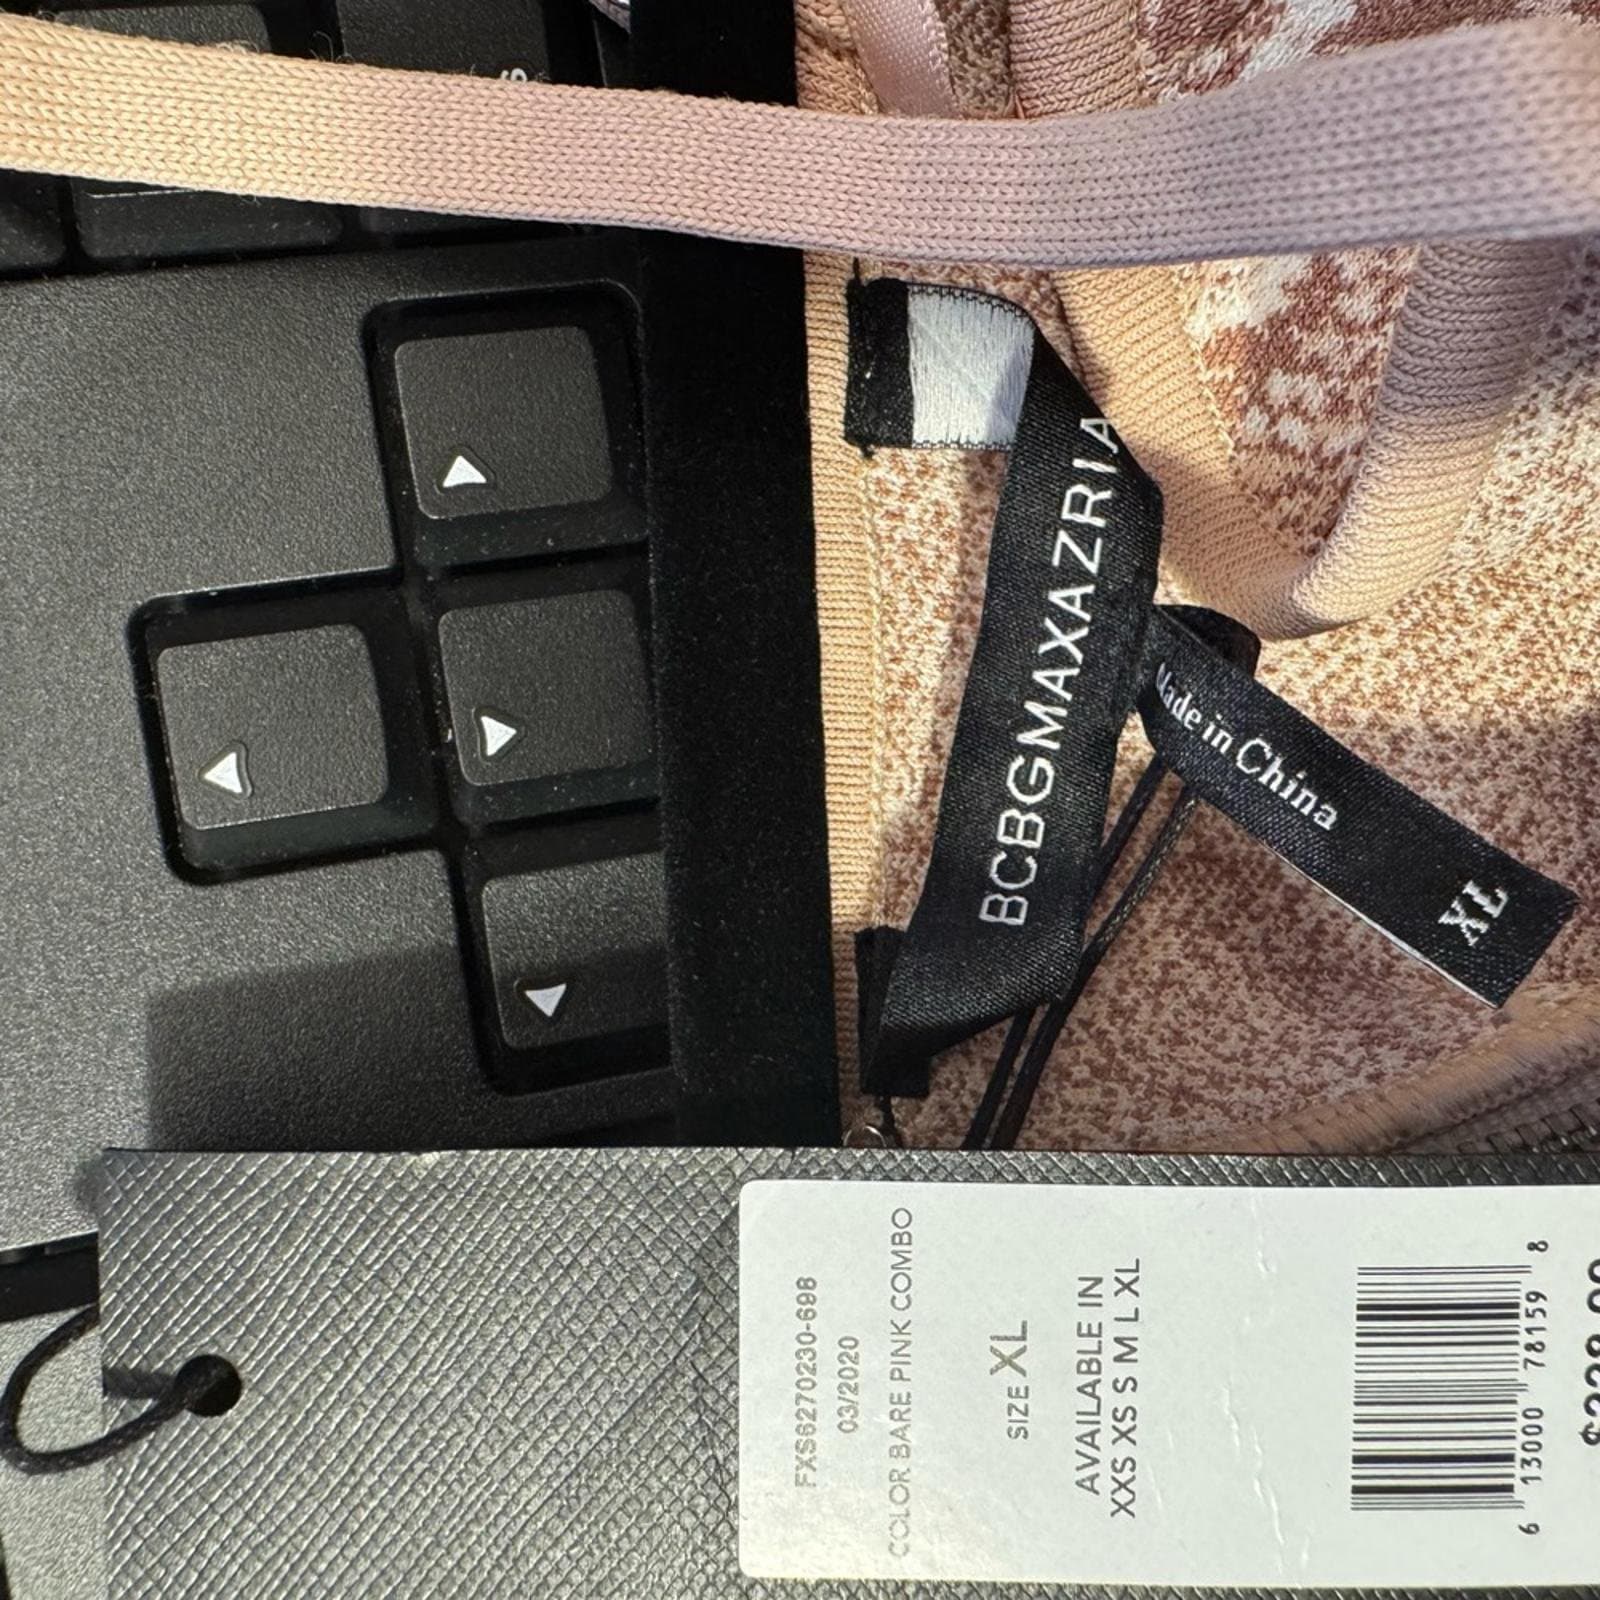 BCBGMAXAZRIA
Made in China
XL
FXS6270230-698
03/2020
COLOR BARE PINK COMBO
SIZE XL
AVAILABLE IN
XXS XS S M L XL
6 13000 78159 8